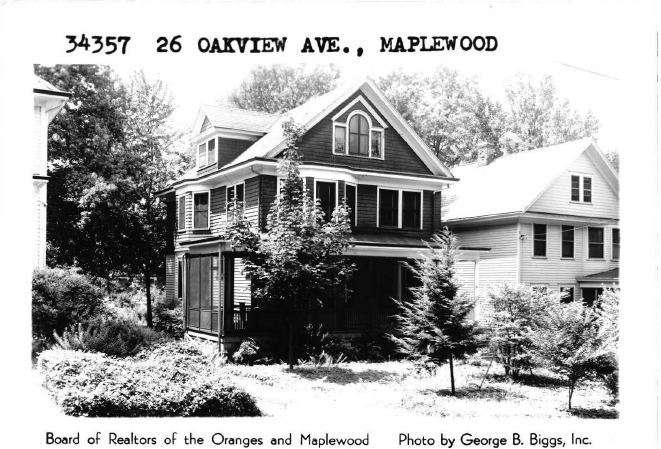 34357 26 OAKVIEW AVE., MAPLEWOOD
Board of Realtors of the Oranges and Maplewood Photo by George B. Biggs, Inc.